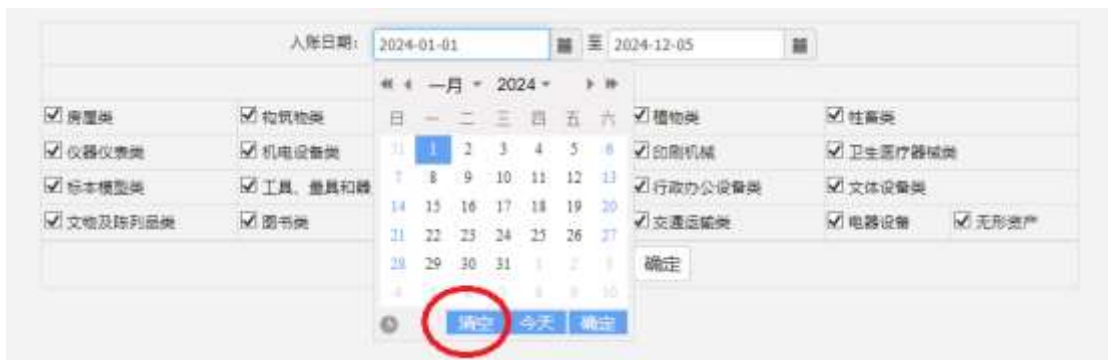 入账日期: 2024-01-01 至 2024-12-05
一月 2024
日 一 二 三 四 五 六
31 1 2 3 4 5 6
7 8 9 10 11 12 13
14 15 16 17 18 19 20
21 22 23 24 25 26 27
28 29 30 31 1 2 3
4 8 9 10
清空 今天 确定
房屋类 构筑物类 植物类 牲畜类
仪器仪表类 机电设备类 印刷机械 卫生医疗器械类
标本模型类 工具、量具和器 行政办公设备类 文体设备类
文物及陈列品类 图书类 交通运输类 电器设备 无形资产
确定